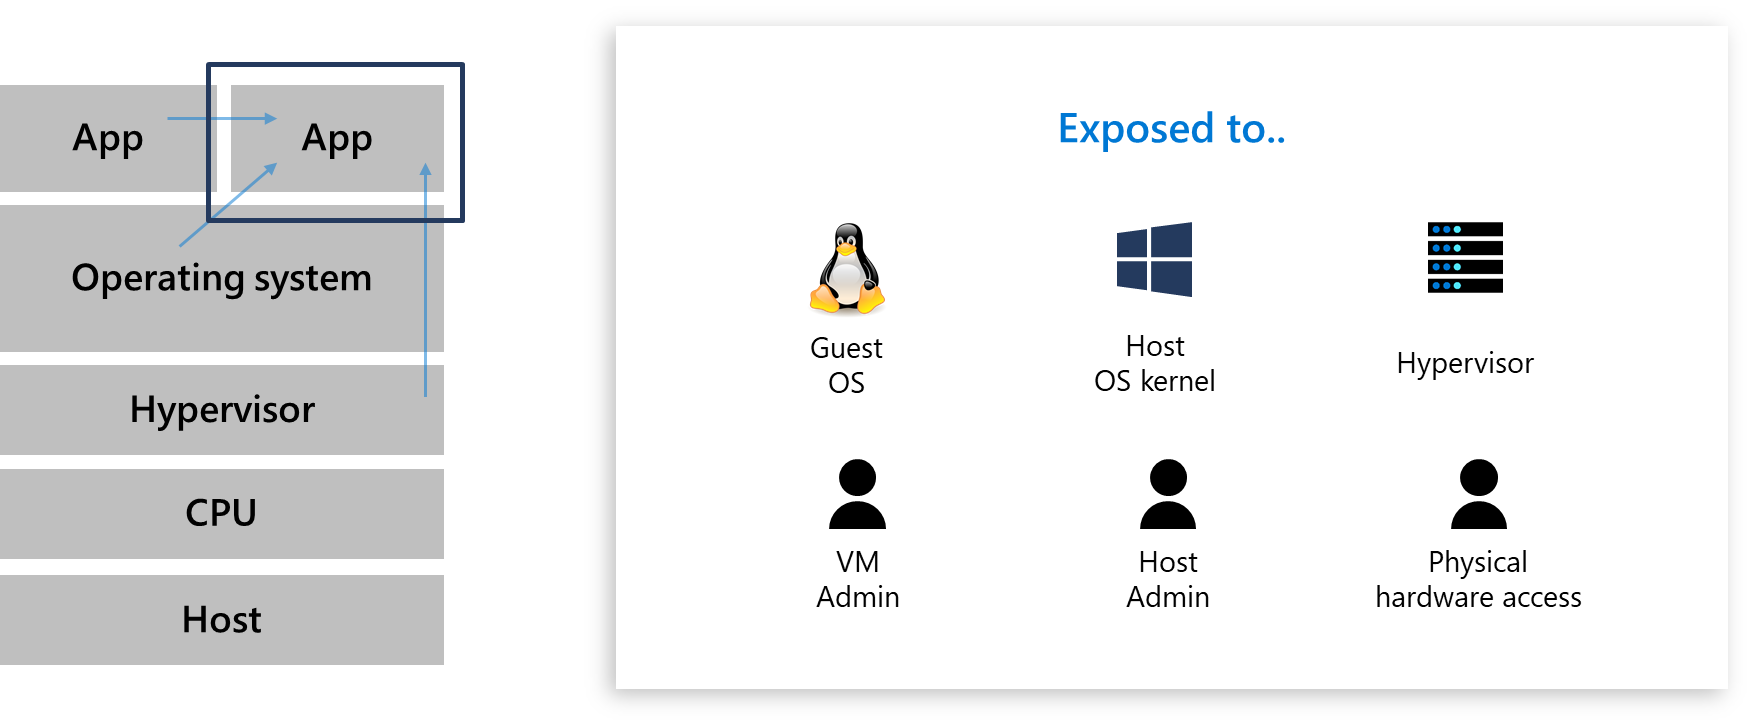 App
App
Operating system
Hypervisor
CPU
Host
Exposed to..
Guest
OS
Host
OS kernel
Hypervisor
VM
Admin
Host
Admin
Physical
hardware access